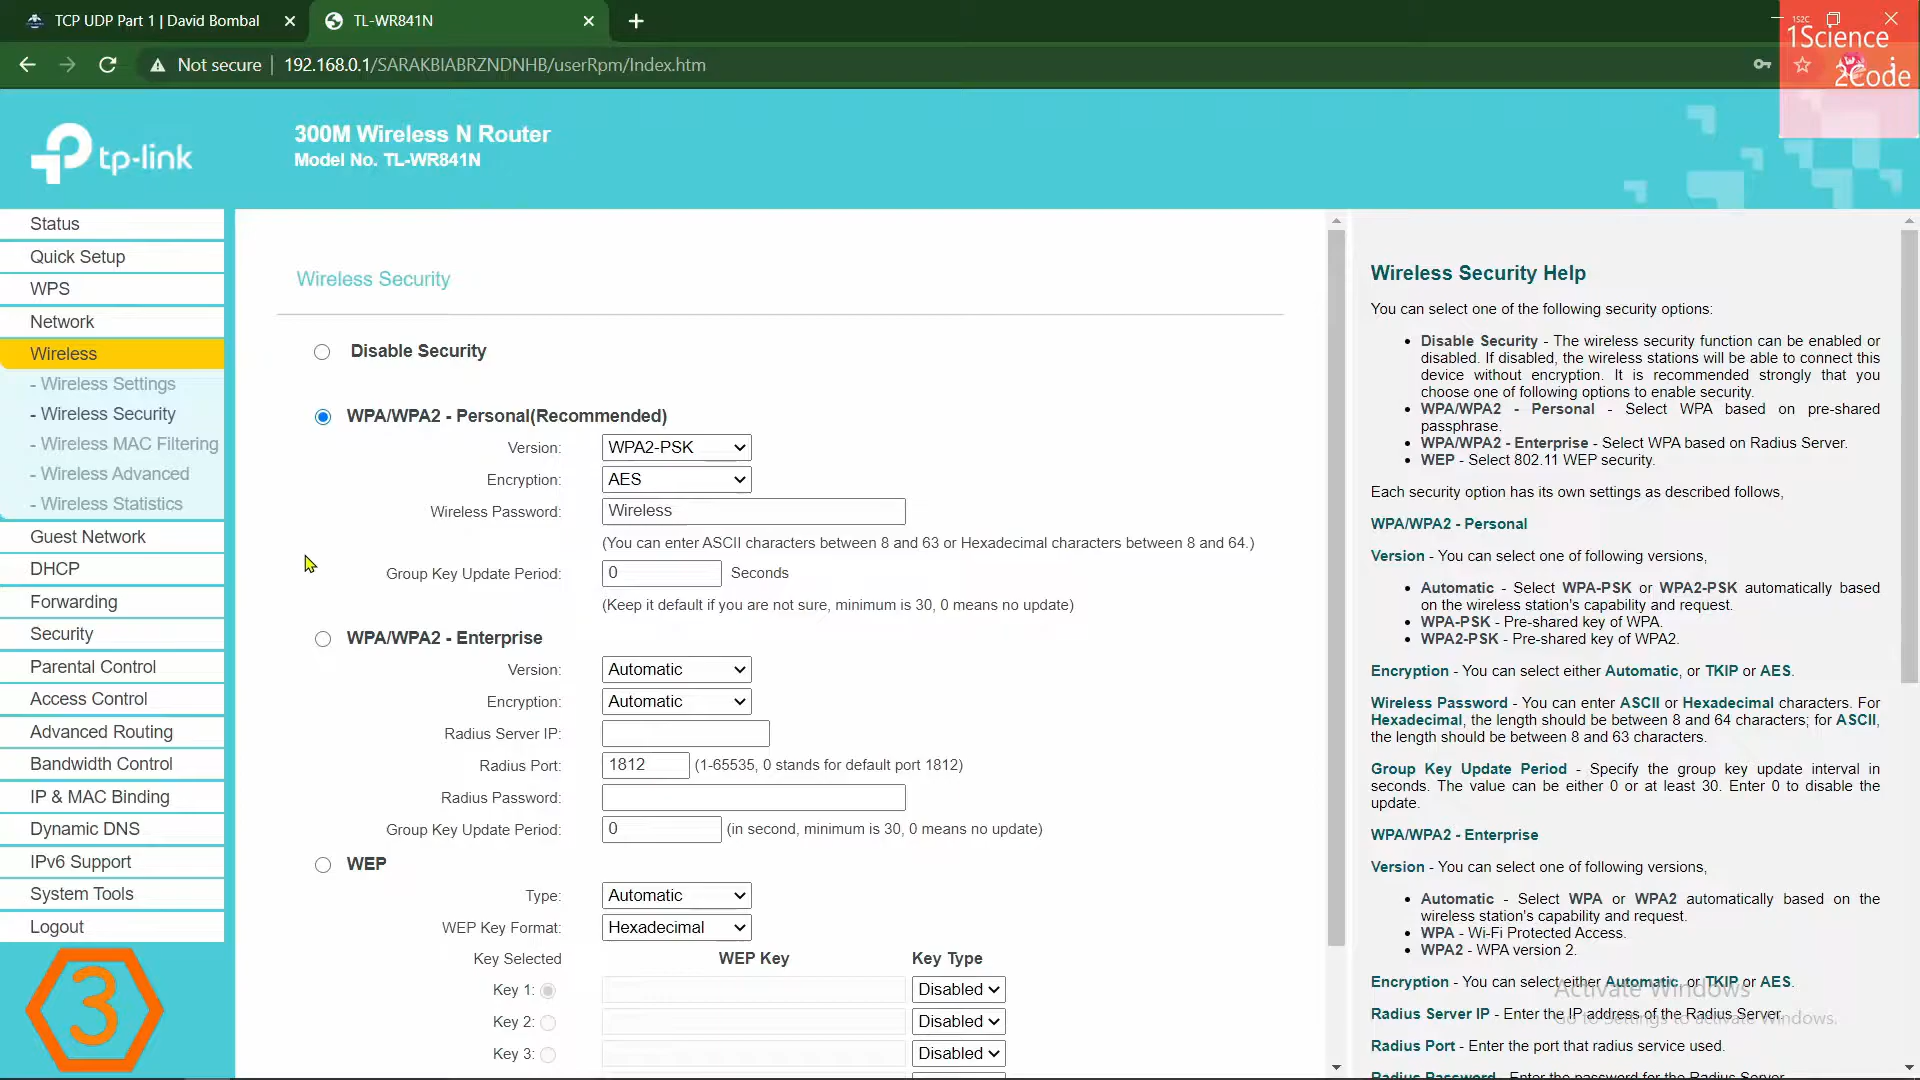 TCP UDP Part 1 | David Bombal
TL-WR841N
1S2C
1Science
2Code
Not secure
192.168.0.1/SARAKBIABRZNDNHB/userRpm/Index.htm
tp-link
300M Wireless N Router
Model No. TL-WR841N
Status
Quick Setup
WPS
Network
Wireless
- Wireless Settings
- Wireless Security
- Wireless MAC Filtering
- Wireless Advanced
- Wireless Statistics
Guest Network
DHCP
Forwarding
Security
Parental Control
Access Control
Advanced Routing
Bandwidth Control
IP & MAC Binding
Dynamic DNS
IPv6 Support
System Tools
Logout
3
Wireless Security
Disable Security
WPA/WPA2 - Personal(Recommended)
Version: WPA2-PSK
Encryption: AES
Wireless Password: Wireless
(You can enter ASCII characters between 8 and 63 or Hexadecimal characters between 8 and 64.)
Group Key Update Period: 0 Seconds
(Keep it default if you are not sure, minimum is 30, 0 means no update)
WPA/WPA2 - Enterprise
Version: Automatic
Encryption: Automatic
Radius Server IP:
Radius Port: 1812 (1-65535, 0 stands for default port 1812)
Radius Password:
Group Key Update Period: 0 (in second, minimum is 30, 0 means no update)
WEP
Type: Automatic
WEP Key Format: Hexadecimal
Key Selected WEP Key Key Type
Key 1: Disabled
Key 2: Disabled
Key 3: Disabled
Wireless Security Help
You can select one of the following security options:
• Disable Security - The wireless security function can be enabled or
disabled. If disabled, the wireless stations will be able to connect this
device without encryption. It is recommended strongly that you
choose one of following options to enable security.
• WPA/WPA2 - Personal - Select WPA based on pre-shared
passphrase.
• WPA/WPA2 - Enterprise - Select WPA based on Radius Server.
• WEP - Select 802.11 WEP security.
Each security option has its own settings as described follows,
WPA/WPA2 - Personal
Version - You can select one of following versions,
• Automatic - Select WPA-PSK or WPA2-PSK automatically based
on the wireless station's capability and request.
• WPA-PSK - Pre-shared key of WPA.
• WPA2-PSK - Pre-shared key of WPA2.
Encryption - You can select either Automatic, or TKIP or AES.
Wireless Password - You can enter ASCII or Hexadecimal characters. For
Hexadecimal, the length should be between 8 and 64 characters; for ASCII,
the length should be between 8 and 63 characters.
Group Key Update Period - Specify the group key update interval in
seconds. The value can be either 0 or at least 30. Enter 0 to disable the
update.
WPA/WPA2 - Enterprise
Version - You can select one of following versions,
• Automatic - Select WPA or WPA2 automatically based on the
wireless station's capability and request.
• WPA - Wi-Fi Protected Access.
• WPA2 - WPA version 2.
Encryption - You can select either Automatic, or TKIP or AES.
Activate Windows
Radius Server IP - Enter the IP address of the Radius Server.
Go to Settings to activate Windows.
Radius Port - Enter the port that radius service used.
Radius Password - Enter the password for the Radius Server.